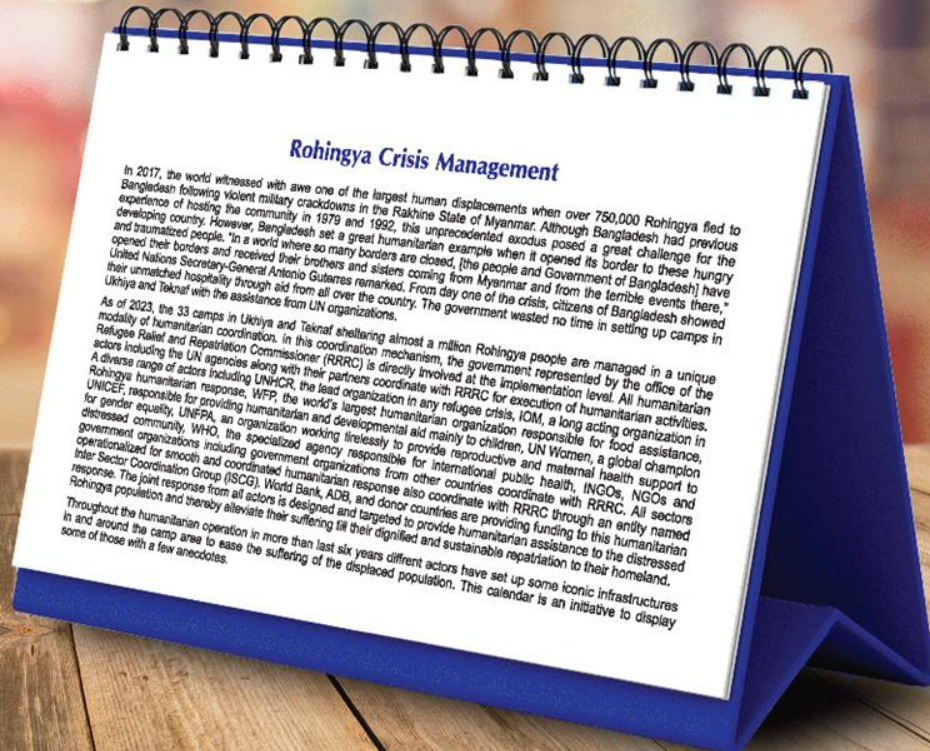 Rohingya Crisis Management
In 2017, the world witnessed with awe one of the largest human displacements when over 750,000 Rohingya fled to
Bangladesh following violent military crackdowns in the Rakhine State of Myanmar. Although Bangladesh had previous
experience of hosting the community in 1979 and 1992, this unprecedented exodus posed a great challenge for the
developing country. However, Bangladesh set a great humanitarian example when it opened its border to these hungry
and traumatized people. "In a world where so many borders are closed, [the people and Government of Bangladesh] have
opened their borders and received their brothers and sisters coming from Myanmar and from the terrible events there,"
United Nations Secretary-General Antonio Guterres remarked. From day one of the crisis, citizens of Bangladesh showed
their unmatched hospitality through aid from all over the country. The government wasted no time in setting up camps in
Ukhiya and Teknaf with the assistance from UN organizations.
As of 2023, the 33 camps in Ukhiya and Teknaf sheltering almost a million Rohingya people are managed in a unique
modality of humanitarian coordination. In this coordination mechanism, the government represented by the office of the
Refugee Relief and Repatriation Commissioner (RRRC) is directly involved at the implementation level. All humanitarian
actors including the UN agencies along with their partners coordinate with RRRC for execution of humanitarian activities.
A diverse range of actors including UNHCR, the lead organization in any refugee crisis, IOM, a long acting organization in
Rohingya humanitarian response, WFP, the world's largest humanitarian organization responsible for food assistance,
UNICEF, responsible for providing humanitarian and developmental aid mainly to children, UN Women, a global champion
for gender equality, UNFPA, an organization working tirelessly to provide reproductive and maternal health support to
distressed community, WHO, the specialized agency responsible for international public health, INGOs, NGOs and
government organizations including government organizations from other countries coordinate with RRRC. All sectors
operationalized for smooth and coordinated humanitarian response also coordinate with RRRC through an entity named
Inter Sector Coordination Group (ISCG). World Bank, ADB, and donor countries are providing funding to this humanitarian
response. The joint response from all actors is designed and targeted to provide humanitarian assistance to the distressed
Rohingya population and thereby alleviate their suffering till their dignified and sustainable repatriation to their homeland.
Throughout the humanitarian operation in more than last six years different actors have set up some iconic infrastructures
in and around the camp area to ease the suffering of the displaced population. This calendar is an initiative to display
some of those with a few anecdotes.